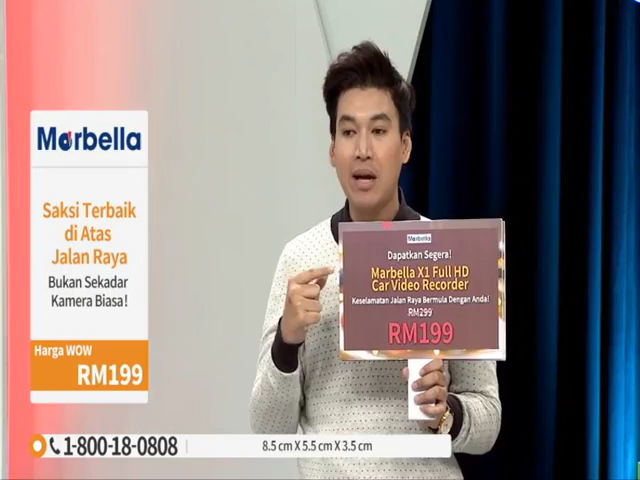 Marbella
Saksi Terbaik
di Atas
Jalan Raya
Bukan Sekadar
Kamera Biasa!
Harga WOW
RM199
Marbella
Dapatkan Segera!
Marbella X1 Full HD
Car Video Recorder
Keselamatan Jalan Raya Bermula Dengan Anda!
RM299
RM199
1-800-18-0808
8.5 cm X 5.5 cm X 3.5 cm